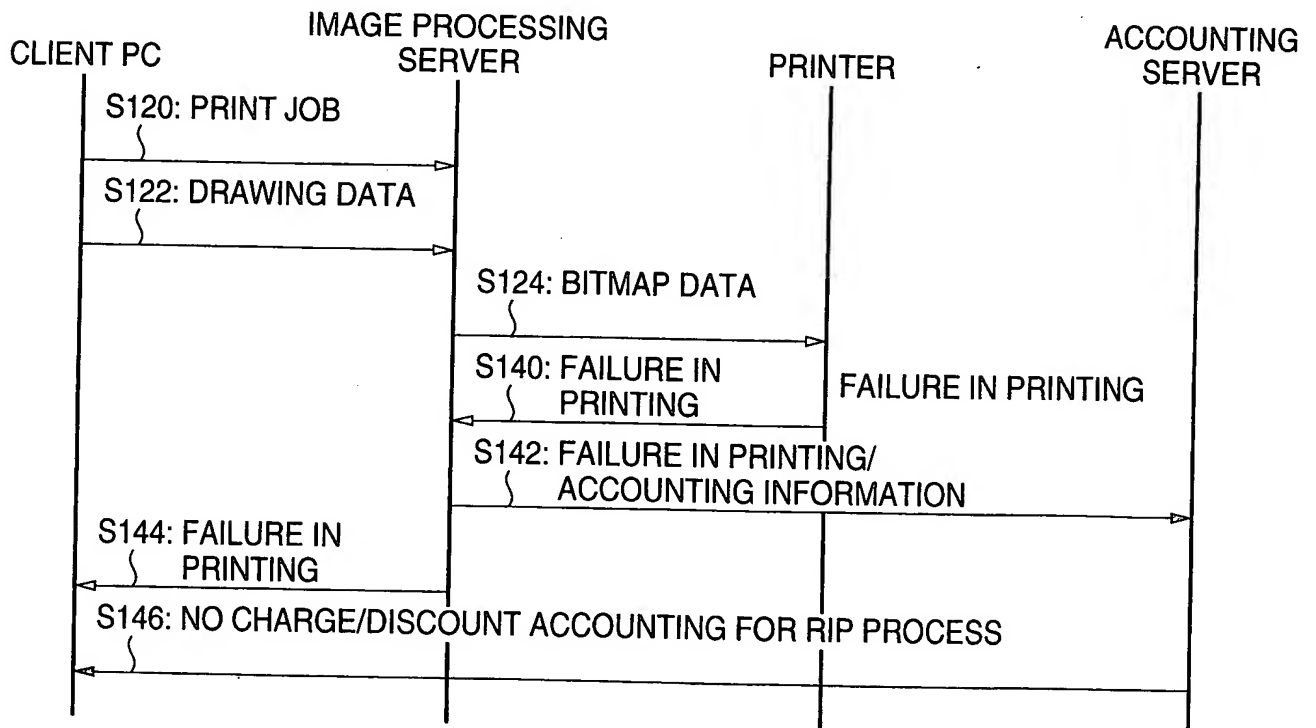 CLIENT PC
IMAGE PROCESSING
SERVER
PRINTER
ACCOUNTING
SERVER
S120: PRINT JOB
S122: DRAWING DATA
S124: BITMAP DATA
S140: FAILURE IN
PRINTING
FAILURE IN PRINTING
S142: FAILURE IN PRINTING/
ACCOUNTING INFORMATION
S144: FAILURE IN
PRINTING
S146: NO CHARGE/DISCOUNT ACCOUNTING FOR RIP PROCESS